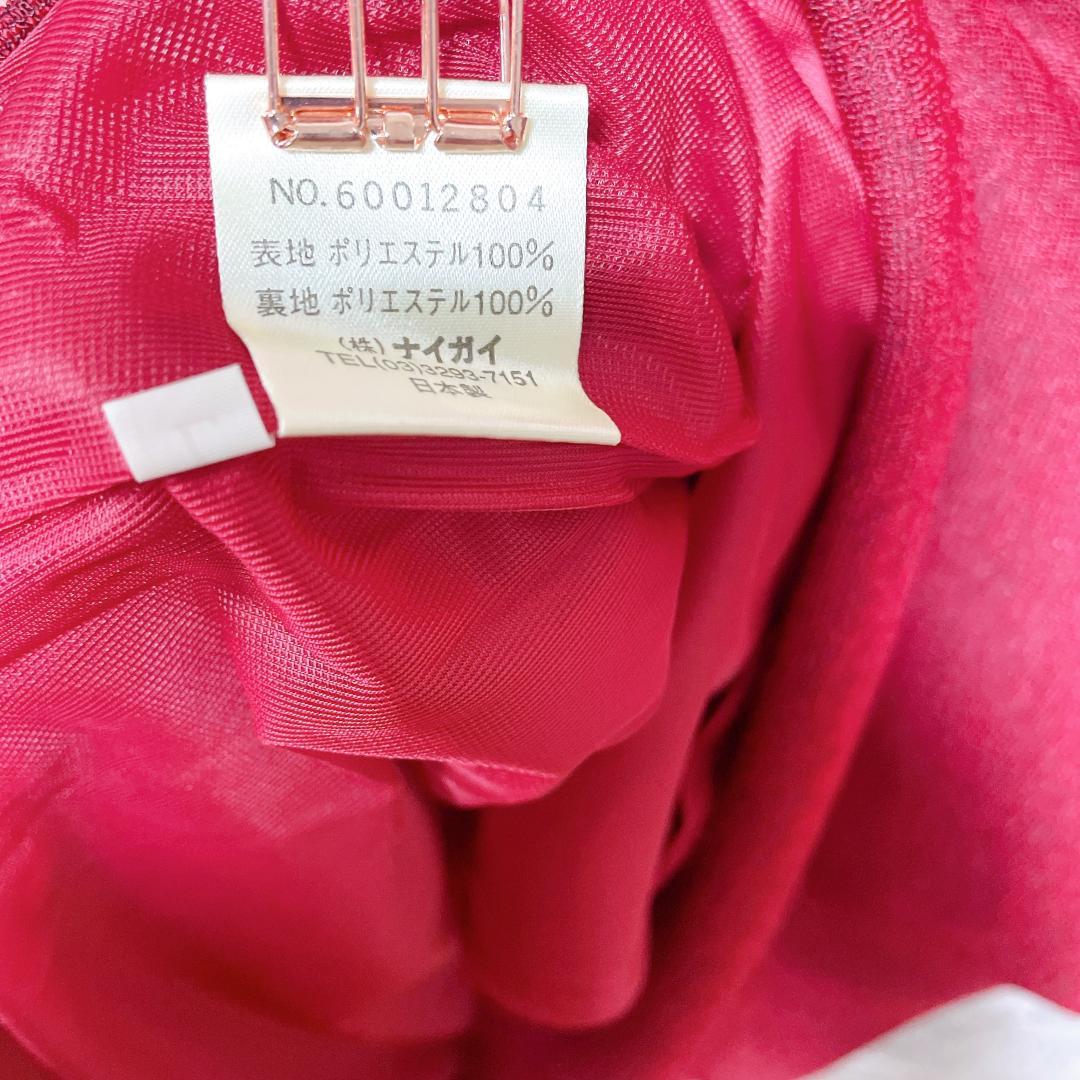 NO.60012804
表地 ポリエステル100%
裏地 ポリエステル100%
(株)ナイガイ
TEL(03)3293-7151
日本製